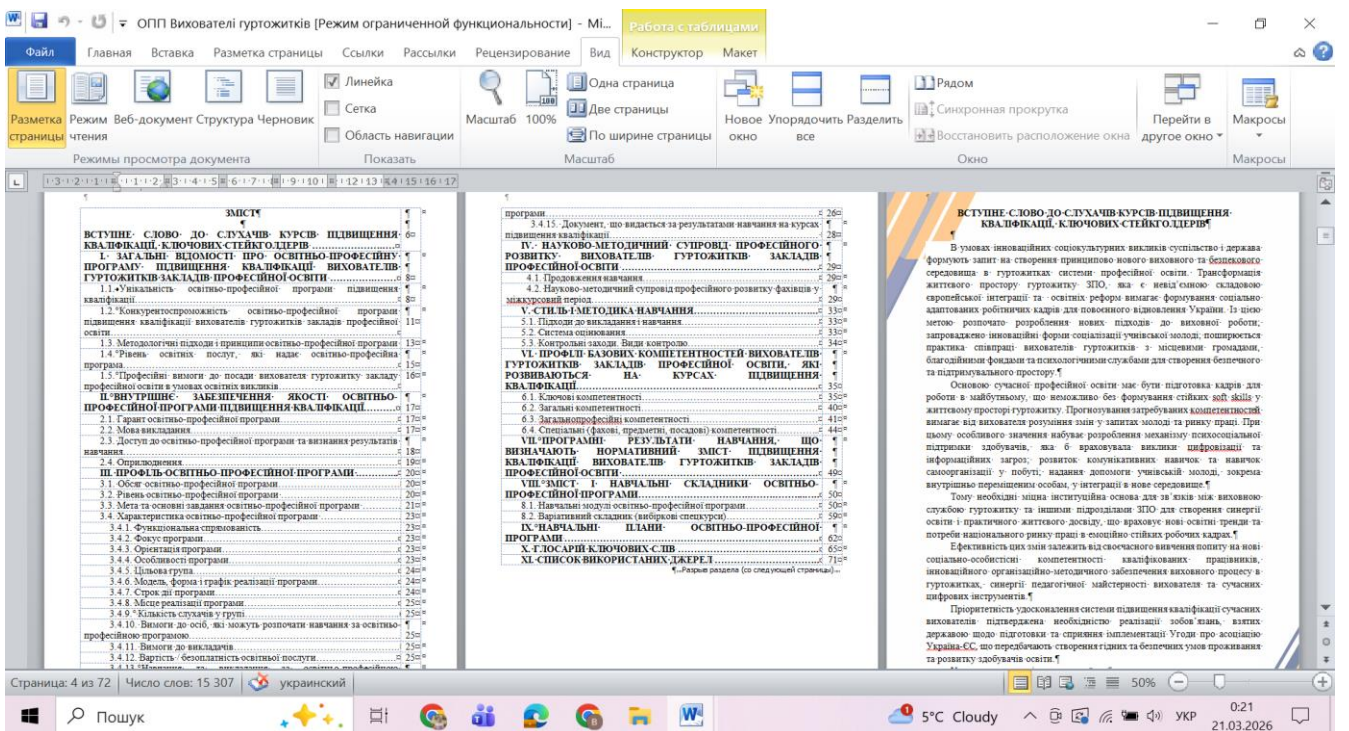 ОПП Вихователі гуртожитків [Режим ограниченной функциональности] - Mi...
Работа с таблицами
Файл Главная Вставка Разметка страницы Ссылки Рассылки Рецензирование Вид Конструктор Макет
Разметка страницы
Режим чтения
Веб-документ
Структура
Черновик
Режимы просмотра документа
Линейка
Сетка
Область навигации
Показать
Масштаб
100%
Одна страница
Две страницы
По ширине страницы
Масштаб
Новое окно
Упорядочить все
Разделить
Рядом
Синхронная прокрутка
Восстановить расположение окна
Перейти в другое окно
Окно
Макросы
Макросы
ЗМІСТ¶
ВСТУПНЕ СЛОВО ДО СЛУХАЧІВ КУРСІВ ПІДВИЩЕННЯ 6
КВАЛІФІКАЦІЇ, КЛЮЧОВИХ СТЕЙКГОЛДЕРІВ
І. ЗАГАЛЬНІ ВІДОМОСТІ ПРО ОСВІТНЬО-ПРОФЕСІЙНУ
ПРОГРАМУ ПІДВИЩЕННЯ КВАЛІФІКАЦІЇ ВИХОВАТЕЛІВ
ГУРТОЖИТКІВ ЗАКЛАДІВ ПРОФЕСІЙНОЇ ОСВІТИ 8
1.1. Унікальність освітньо-професійної програми підвищення
кваліфікації 8
1.2.°Конкурентоспроможність освітньо-професійної програми
підвищення кваліфікації вихователів гуртожитків закладів професійної 11
освіти
1.3. Методологічні підходи і принципи освітньо-професійної програми 13
1.4.°Рівень освітніх послуг, які надає освітньо-професійна
програма 15
1.5.°Професійні вимоги до посади вихователя гуртожитку закладу 16
професійної освіти в умовах освітніх викликів
ІІ.°ВНУТРІШНЄ ЗАБЕЗПЕЧЕННЯ ЯКОСТІ ОСВІТНЬО-
ПРОФЕСІЙНОЇ ПРОГРАМИ ПІДВИЩЕННЯ КВАЛІФІКАЦІЇ 17
2.1. Гарант освітньо-професійної програми 17
2.2. Мова викладання 17
2.3. Доступ до освітньо-професійної програми та визнання результатів
навчання 18
2.4. Оприлюднення 19
ІІІ. ПРОФІЛЬ ОСВІТНЬО-ПРОФЕСІЙНОЇ ПРОГРАМИ 20
3.1. Обсяг освітньо-професійної програми 20
3.2. Рівень освітньо-професійної програми 20
3.3. Мета та основні завдання освітньо-професійної програми 21
3.4. Характеристика освітньо-професійної програми 23
3.4.1. Функціональна спрямованість 23
3.4.2. Фокус програми 23
3.4.3. Орієнтація програми 23
3.4.4. Особливості програми 23
3.4.5. Цільова група 24
3.4.6. Модель, форма і графік реалізації програми 24
3.4.7. Строк дії програми 24
3.4.8. Місце реалізації програми 25
3.4.9.°Кількість слухачів у групі 25
3.4.10. Вимоги до осіб, які можуть розпочати навчання за освітньо-
професійною програмою 25
3.4.11. Вимоги до викладачів 25
3.4.12. Вартість / безоплатність освітньої послуги 25
програми 26
3.4.15. Документ, що видається за результатами навчання на курсах
підвищення кваліфікації 28
IV. НАУКОВО-МЕТОДИЧНИЙ СУПРОВІД ПРОФЕСІЙНОГО
РОЗВИТКУ ВИХОВАТЕЛІВ ГУРТОЖИТКІВ ЗАКЛАДІВ
ПРОФЕСІЙНОЇ ОСВІТИ 29
4.1. Продовження навчання 29
4.2. Науково-методичний супровід професійного розвитку фахівців у
міжкурсовий період 29
V. СТИЛЬ І МЕТОДИКА НАВЧАННЯ 33
5.1. Підходи до викладання і навчання 33
5.2. Система оцінювання 33
5.3. Контрольні заходи. Види контролю 34
VI. ПРОФІЛІ БАЗОВИХ КОМПЕТЕНТНОСТЕЙ ВИХОВАТЕЛІВ
ГУРТОЖИТКІВ ЗАКЛАДІВ ПРОФЕСІЙНОЇ ОСВІТИ, ЯКІ
РОЗВИВАЮТЬСЯ НА КУРСАХ ПІДВИЩЕННЯ
КВАЛІФІКАЦІЇ 35
6.1. Ключові компетентності 35
6.2. Загальні компетентності 40
6.3. Загальнопрофесійні компетентності 41
6.4. Спеціальні (фахові, предметні, посадові) компетентності 44
VII.°ПРОГРАМНІ РЕЗУЛЬТАТИ НАВЧАННЯ, ЩО
ВИЗНАЧАЮТЬ НОРМАТИВНИЙ ЗМІСТ ПІДВИЩЕННЯ
КВАЛІФІКАЦІЇ ВИХОВАТЕЛІВ ГУРТОЖИТКІВ ЗАКЛАДІВ
ПРОФЕСІЙНОЇ ОСВІТИ 49
VIII.°ЗМІСТ І НАВЧАЛЬНІ СКЛАДНИКИ ОСВІТНЬО-
ПРОФЕСІЙНОЇ ПРОГРАМИ 50
8.1. Навчальні модулі освітньо-професійної програми 50
8.2. Варіативний складник (вибіркові спецкурси) 59
IX.°НАВЧАЛЬНІ ПЛАНИ ОСВІТНЬО-ПРОФЕСІЙНОЇ
ПРОГРАМИ 62
X. ГЛОСАРІЙ КЛЮЧОВИХ СЛІВ 65
XI. СПИСОК ВИКОРИСТАНИХ ДЖЕРЕЛ 71
Разрыв раздела (со следующей страницы)
ВСТУПНЕ СЛОВО ДО СЛУХАЧІВ КУРСІВ ПІДВИЩЕННЯ
КВАЛІФІКАЦІЇ, КЛЮЧОВИХ СТЕЙКГОЛДЕРІВ¶
В умовах інноваційних соціокультурних викликів суспільство і держава
формують запит на створення принципово нового виховного та безпекового
середовища в гуртожитках системи професійної освіти. Трансформація
життєвого простору гуртожитку ЗПО, яка є невід'ємною складовою
європейської інтеграції та освітніх реформ вимагає формування соціально
адаптованих робітничих кадрів для повоєнного відновлення України. Із цією
метою розпочато розроблення нових підходів до виховної роботи;
запроваджено інноваційні форми соціалізації учнівської молоді; поширюється
практика співпраці вихователів гуртожитків з місцевими громадами,
благодійними фондами та психологічними службами для створення безпечного
та підтримувального простору.¶
Основою сучасної професійної освіти має бути підготовка кадрів для
роботи в майбутньому, що неможливо без формування стійких soft skills у
життєвому просторі гуртожитку. Прогнозування затребуваних компетентностей
вимагає від вихователя розуміння змін у запитах молоді та ринку праці. При
цьому особливого значення набуває розроблення механізму психосоціальної
підтримки здобувачів, яка б враховувала виклики цифровізації та
інформаційних загроз; розвиток комунікативних навичок та навичок
самоорганізації у побуті; надання допомоги учнівській молоді, зокрема
внутрішньо переміщеним особам, у інтеграції в нове середовище.¶
Тому необхідні міцна інституційна основа для зв'язків між виховною
службою гуртожитку та іншими підрозділами ЗПО для створення синергії
освіти і практичного життєвого досвіду, що враховує нові освітні тренди та
потреби національного ринку праці в емоційно стійких робочих кадрах.¶
Ефективність цих змін залежить від своєчасного вивчення попиту на нові
соціально-особистісні компетентності кваліфікованих працівників,
інноваційного організаційно-методичного забезпечення виховного процесу в
гуртожитках, синергії педагогічної майстерності вихователя та сучасних
цифрових інструментів.¶
Пріоритетність удосконалення системи підвищення кваліфікації сучасних
вихователів підтверджена необхідністю реалізації зобов'язань, взятих
державою щодо підготовки та сприяння імплементації Угоди про асоціацію
Україна-ЄС, що передбачають створення гідних та безпечних умов проживання
та розвитку здобувачів освіти.¶
Страница: 4 из 72 Число слов: 15 307 украинский 50%
Пошук 5°C Cloudy УКР 0:21
21.03.2026